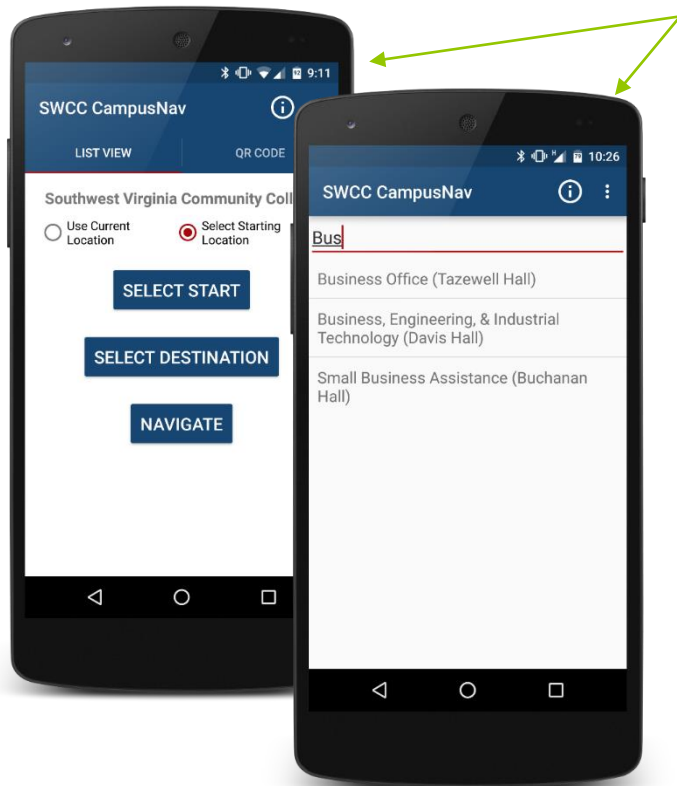 9:11
SWCC CampusNav
LIST VIEW
QR CODE
Southwest Virginia Community Coll
Use Current
Location
Select Starting
Location
SELECT START
SELECT DESTINATION
NAVIGATE
10:26
SWCC CampusNav
Bus
Business Office (Tazewell Hall)
Business, Engineering, & Industrial
Technology (Davis Hall)
Small Business Assistance (Buchanan
Hall)